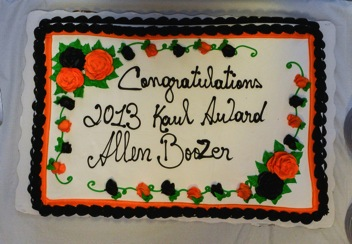 Congratulations
2013 Kaul Award
Allen Boozer